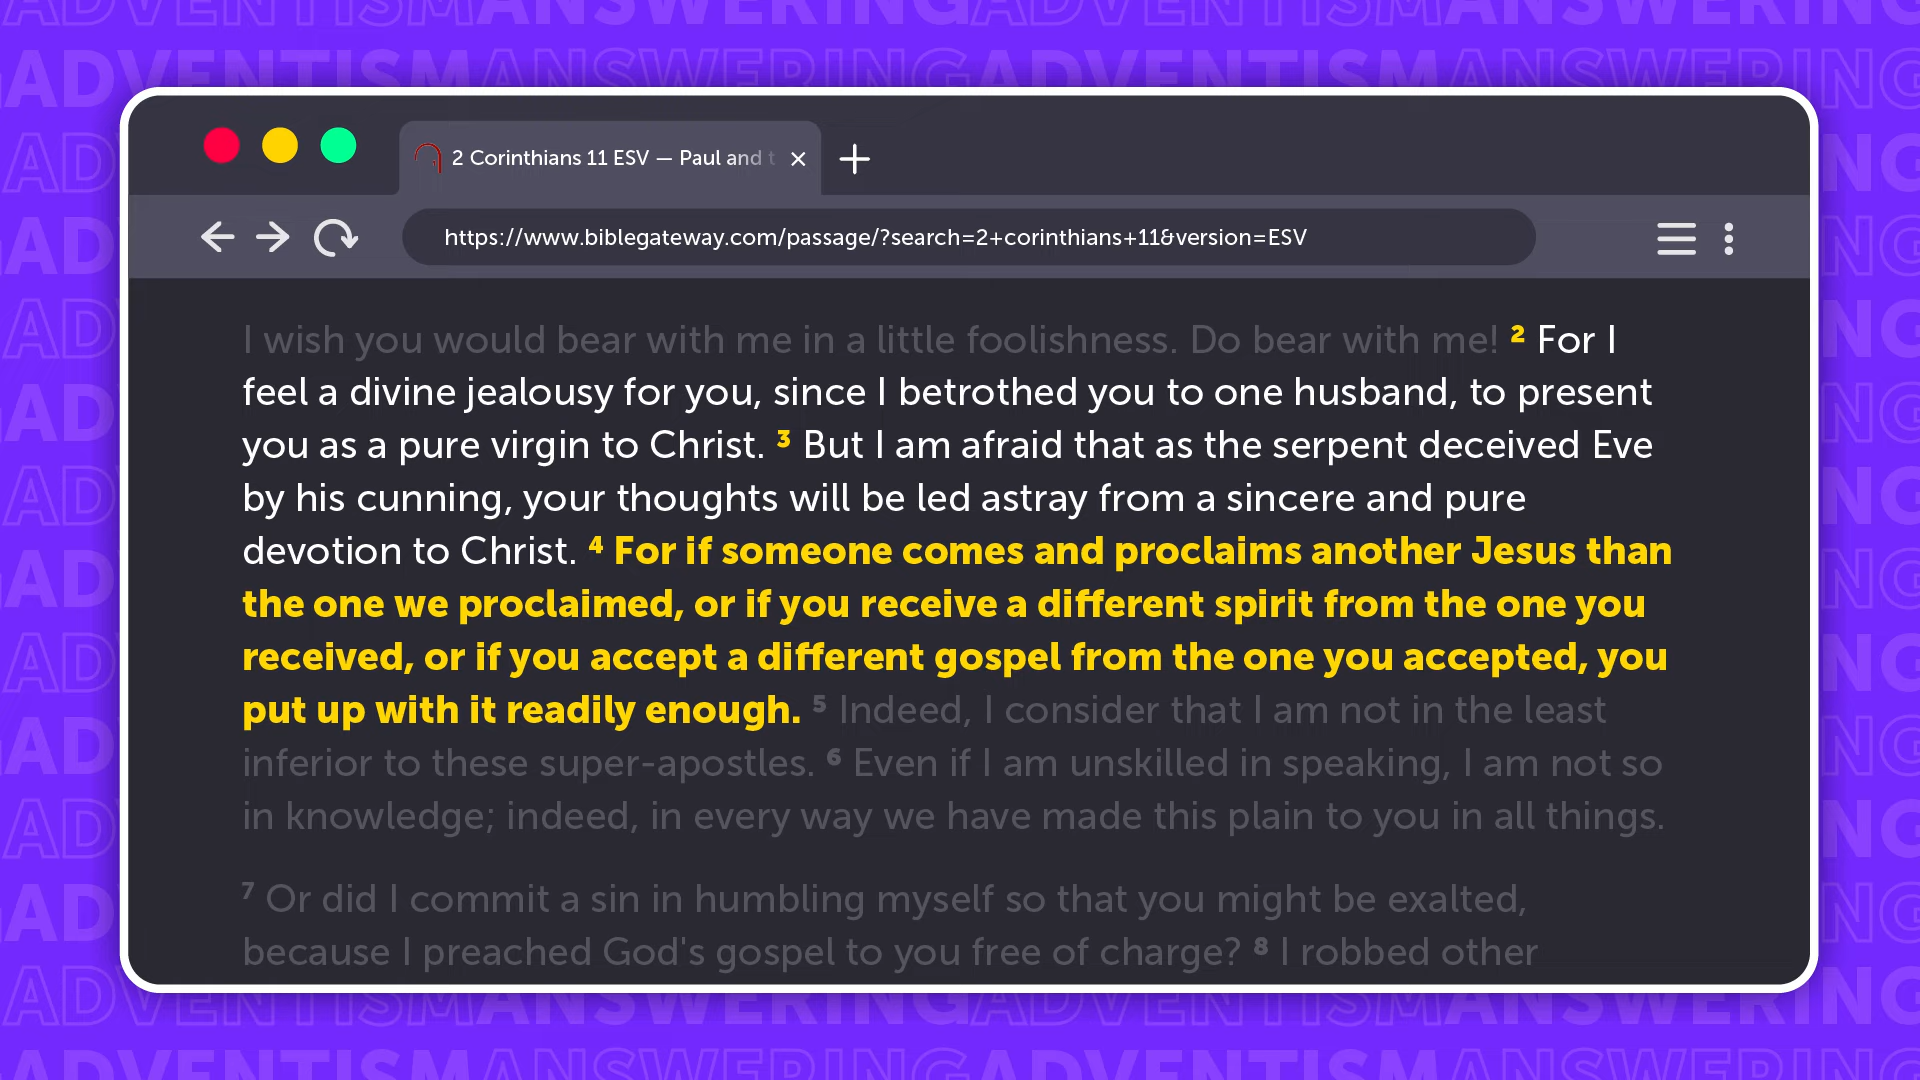 ADVENTISMANSWERINGADVENTISMANSWERING
ADVENTISMANSWERINGADVENTISMANSWERING
2 Corinthians 11 ESV — Paul and t
https://www.biblegateway.com/passage/?search=2+corinthians+11&version=ESV
I wish you would bear with me in a little foolishness. Do bear with me! 2 For I
feel a divine jealousy for you, since I betrothed you to one husband, to present
you as a pure virgin to Christ. 3 But I am afraid that as the serpent deceived Eve
by his cunning, your thoughts will be led astray from a sincere and pure
devotion to Christ. 4 For if someone comes and proclaims another Jesus than
the one we proclaimed, or if you receive a different spirit from the one you
received, or if you accept a different gospel from the one you accepted, you
put up with it readily enough. 5 Indeed, I consider that I am not in the least
inferior to these super-apostles. 6 Even if I am unskilled in speaking, I am not so
in knowledge; indeed, in every way we have made this plain to you in all things.
7 Or did I commit a sin in humbling myself so that you might be exalted,
because I preached God's gospel to you free of charge? 8 I robbed other
ADVENTISMANSWERINGADVENTISMANSWERING
ADVENTISMANSWERINGADVENTISMANSWERING